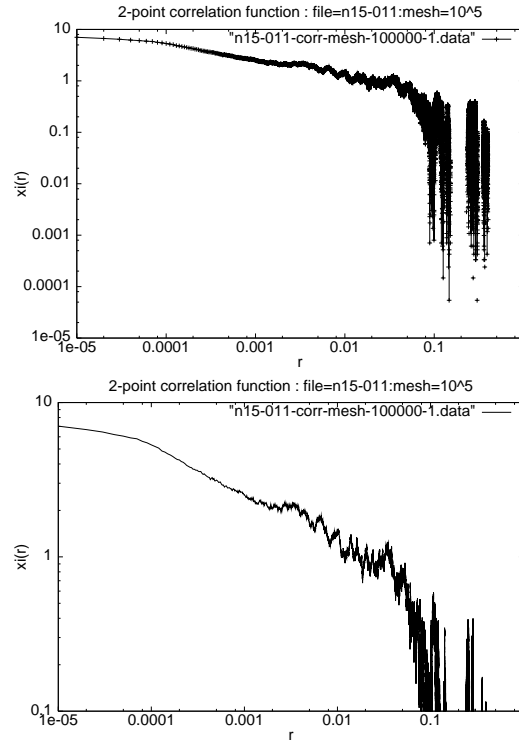 2-point correlation function : file=n15-011:mesh=10^5
10
"n15-011-corr-mesh-100000-1.data"
1
0.1
xi(r)
0.01
0.001
0.0001
1e-05
1e-05 0.0001 0.001 0.01 0.1
r
2-point correlation function : file=n15-011:mesh=10^5
10
"n15-011-corr-mesh-100000-1.data"
xi(r)
1
0.1
1e-05 0.0001 0.001 0.01 0.1
r